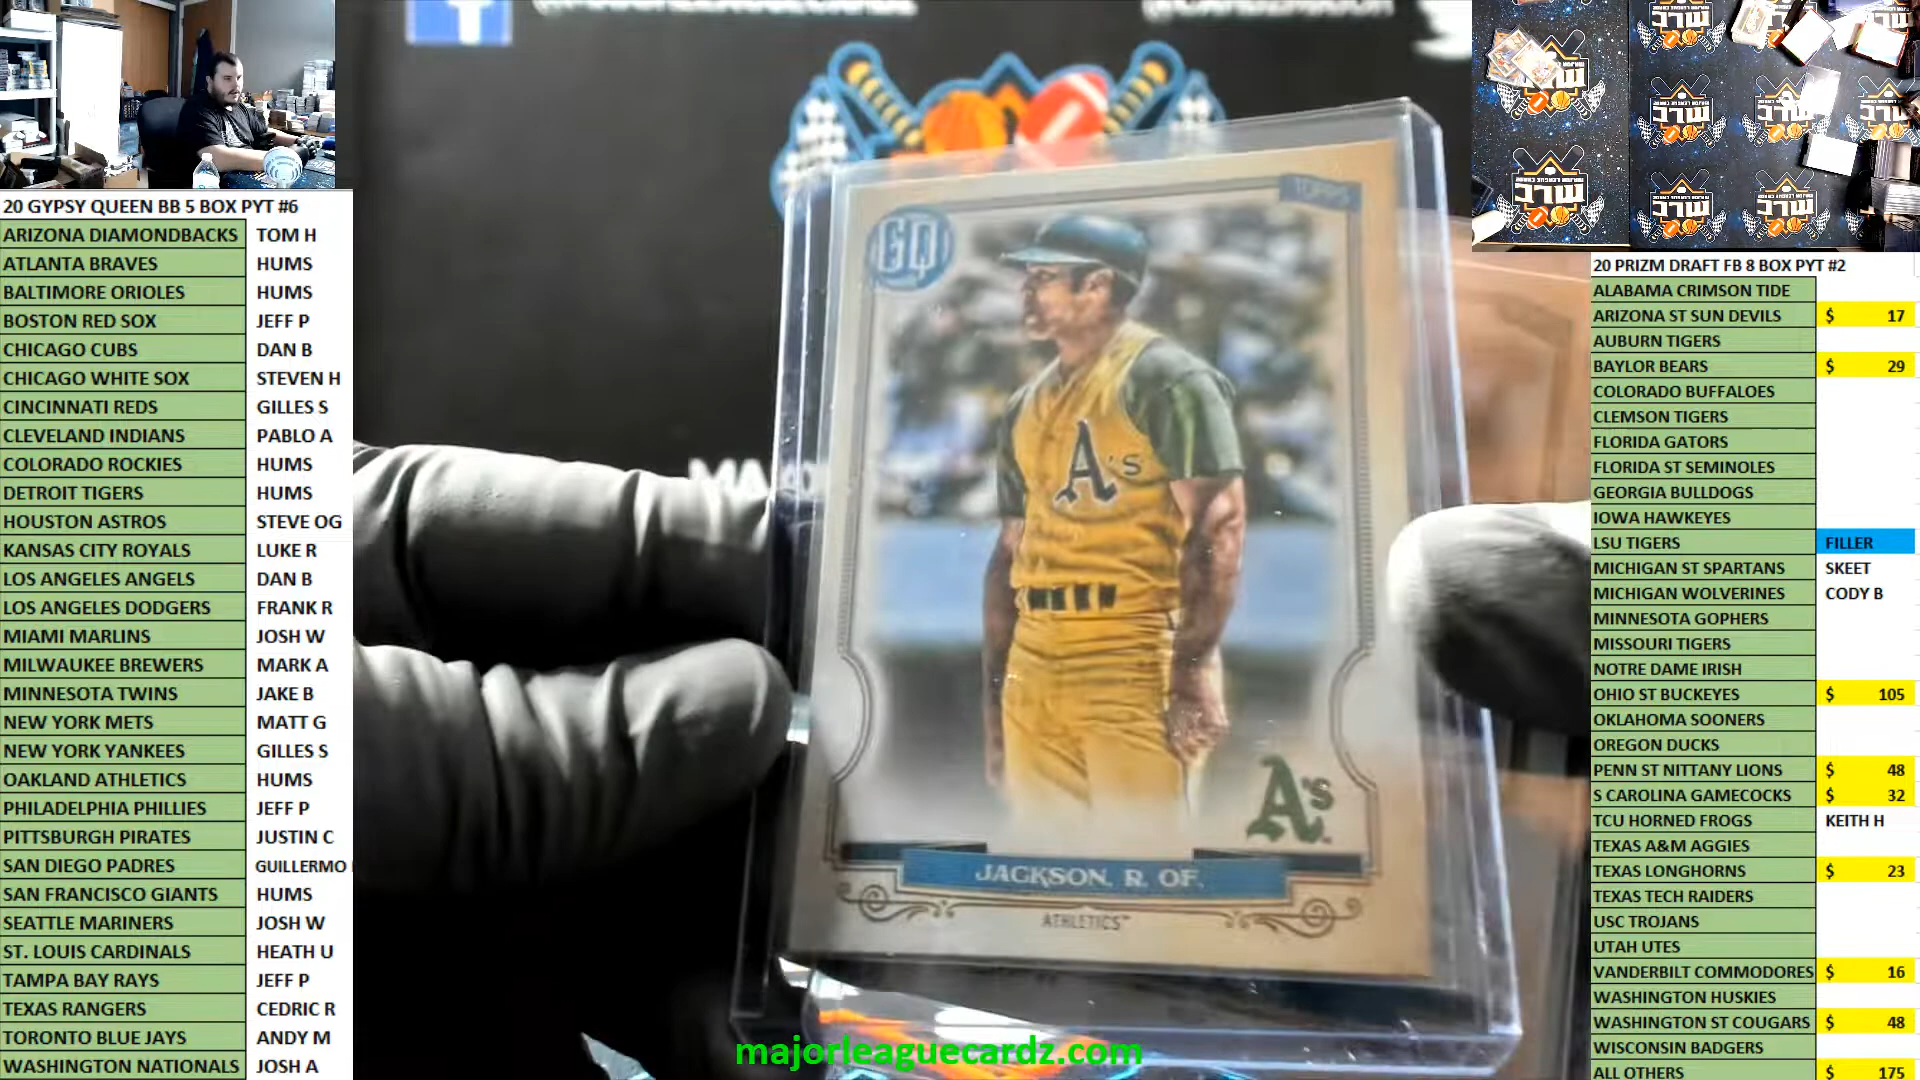 20 GYPSY QUEEN BB 5 BOX PYT #6
ARIZONA DIAMONDBACKS TOM H
ATLANTA BRAVES HUMS
BALTIMORE ORIOLES HUMS
BOSTON RED SOX JEFF P
CHICAGO CUBS DAN B
CHICAGO WHITE SOX STEVEN H
CINCINNATI REDS GILLES S
CLEVELAND INDIANS PABLO A
COLORADO ROCKIES HUMS
DETROIT TIGERS HUMS
HOUSTON ASTROS STEVE OG
KANSAS CITY ROYALS LUKE R
LOS ANGELES ANGELS DAN B
LOS ANGELES DODGERS FRANK R
MIAMI MARLINS JOSH W
MILWAUKEE BREWERS MARK A
MINNESOTA TWINS JAKE B
NEW YORK METS MATT G
NEW YORK YANKEES GILLES S
OAKLAND ATHLETICS HUMS
PHILADELPHIA PHILLIES JEFF P
PITTSBURGH PIRATES JUSTIN C
SAN DIEGO PADRES GUILLERMO
SAN FRANCISCO GIANTS HUMS
SEATTLE MARINERS JOSH W
ST. LOUIS CARDINALS HEATH U
TAMPA BAY RAYS JEFF P
TEXAS RANGERS CEDRIC R
TORONTO BLUE JAYS ANDY M
WASHINGTON NATIONALS JOSH A
TOPPS
GQ
A's
A's
JACKSON, R. OF.
ATHLETICS™
majorleaguecardz.com
20 PRIZM DRAFT FB 8 BOX PYT #2
ALABAMA CRIMSON TIDE
ARIZONA ST SUN DEVILS $ 17
AUBURN TIGERS
BAYLOR BEARS $ 29
COLORADO BUFFALOES
CLEMSON TIGERS
FLORIDA GATORS
FLORIDA ST SEMINOLES
GEORGIA BULLDOGS
IOWA HAWKEYES
LSU TIGERS FILLER
MICHIGAN ST SPARTANS SKEET
MICHIGAN WOLVERINES CODY B
MINNESOTA GOPHERS
MISSOURI TIGERS
NOTRE DAME IRISH
OHIO ST BUCKEYES $ 105
OKLAHOMA SOONERS
OREGON DUCKS
PENN ST NITTANY LIONS $ 48
S CAROLINA GAMECOCKS $ 32
TCU HORNED FROGS KEITH H
TEXAS A&M AGGIES
TEXAS LONGHORNS $ 23
TEXAS TECH RAIDERS
USC TROJANS
UTAH UTES
VANDERBILT COMMODORES $ 16
WASHINGTON HUSKIES
WASHINGTON ST COUGARS $ 48
WISCONSIN BADGERS
ALL OTHERS $ 175